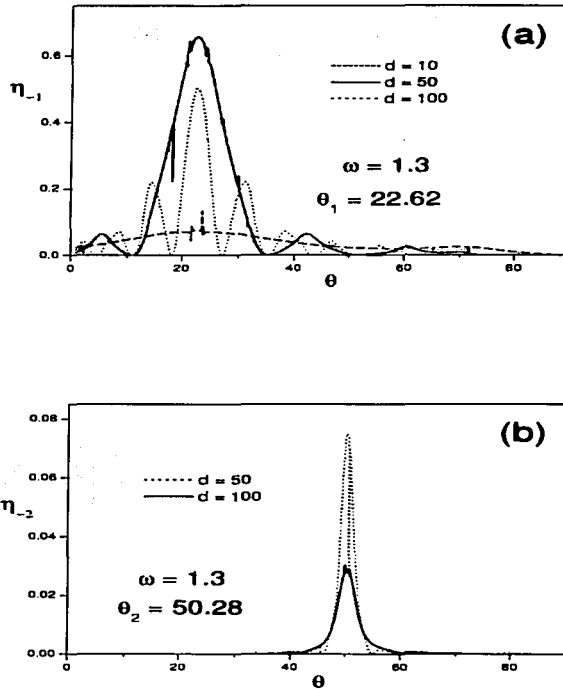 (a)
0.6
η₋₁
0.4
0.2
0.0
d = 10
d = 50
d = 100
ω = 1.3
θ₁ = 22.62
0 20 40 60 80
θ
(b)
0.08
0.06
η₋₂
0.04
0.02
0.00
d = 50
d = 100
ω = 1.3
θ₂ = 50.28
0 20 40 60 80
θ